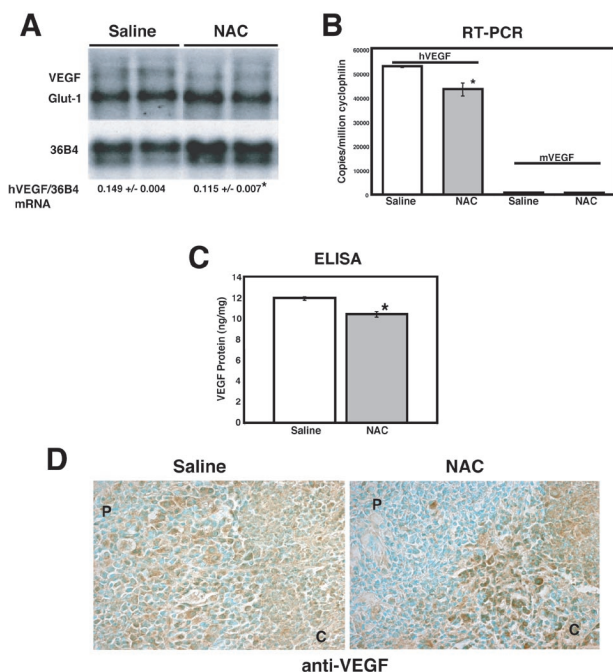 A
Saline NAC
VEGF
Glut-1
36B4
hVEGF/36B4 0.149 +/- 0.004 0.115 +/- 0.007*
mRNA
B
RT-PCR
Copies/million cyclophilin
60000
50000
40000
30000
20000
10000
0
hVEGF
*
mVEGF
Saline NAC Saline NAC
C
ELISA
VEGF Protein (ng/mg)
14
12
10
8
6
4
2
0
*
Saline NAC
D
Saline NAC
P P
C C
anti-VEGF